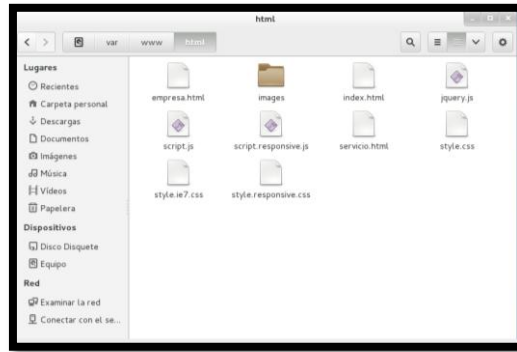 html
var www html
Lugares
Recientes
Carpeta personal
Descargas
Documentos
Imágenes
Música
Vídeos
Papelera
Dispositivos
Disco Disquete
Equipo
Red
Examinar la red
Conectar con el se...
empresa.html images index.html jquery.js
script.js script.responsive.js servicio.html style.css
style.ie7.css style.responsive.css